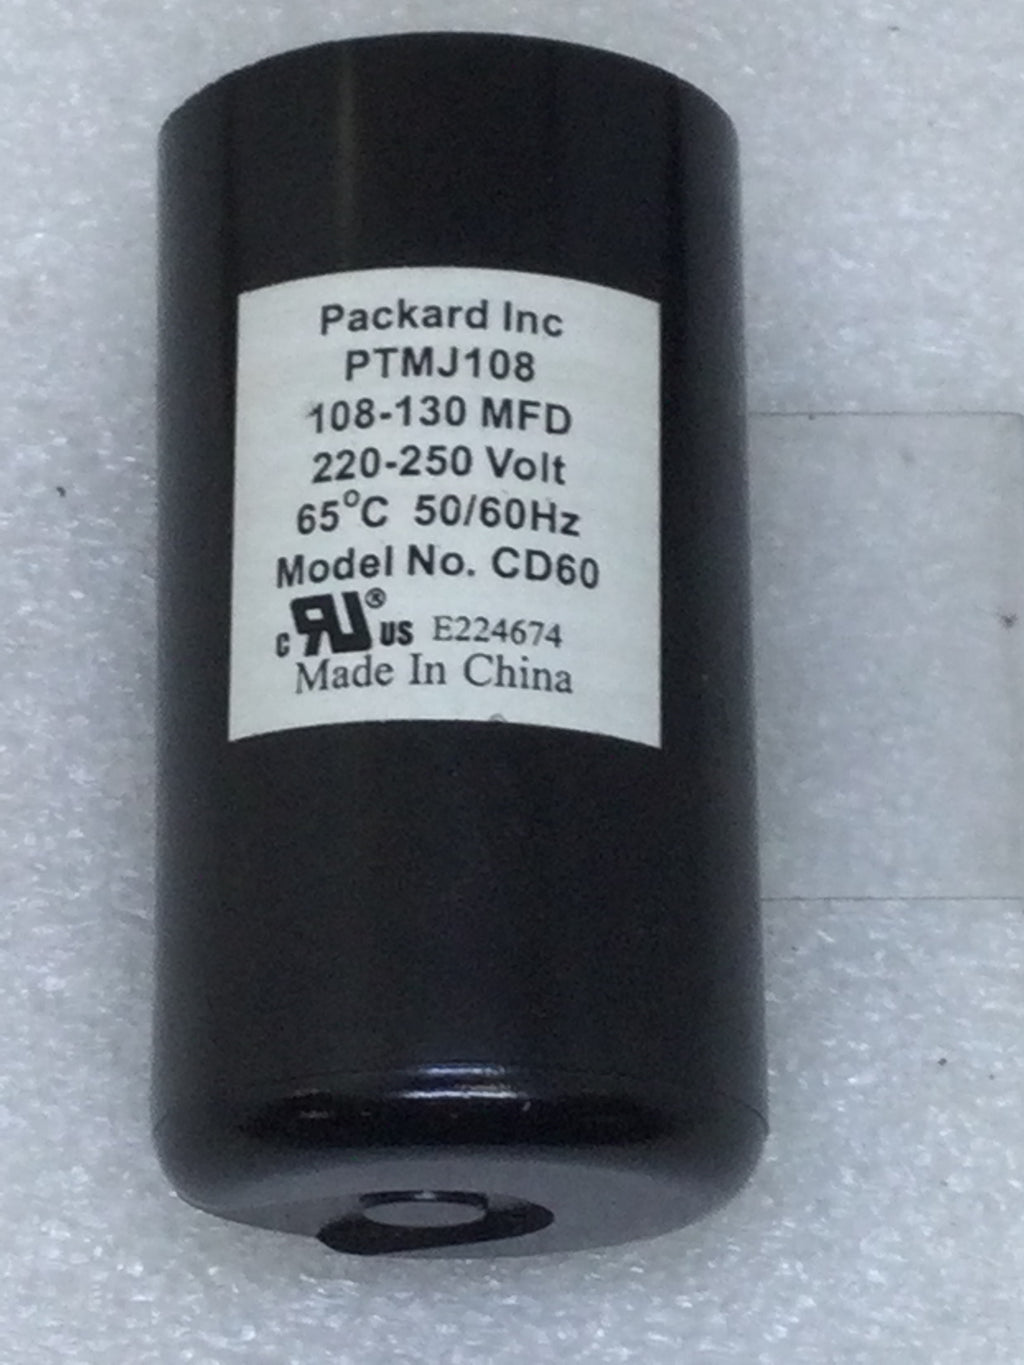 Packard Inc
PTMJ108
108-130 MFD
220-250 Volt
65°C 50/60Hz
Model No. CD60
c RU® US E224674
Made In China